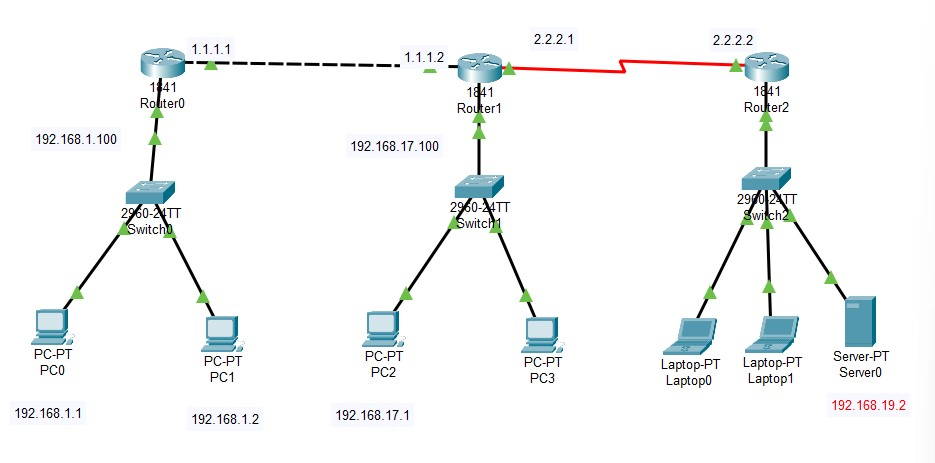 1.1.1.1
1.1.1.2
2.2.2.1
2.2.2.2
1841
Router0
1841
Router1
1841
Router2
192.168.1.100
192.168.17.100
2960-24TT
Switch0
2960-24TT
Switch1
2960-24TT
Switch2
PC-PT
PC0
PC-PT
PC1
PC-PT
PC2
PC-PT
PC3
Laptop-PT
Laptop0
Laptop-PT
Laptop1
Server-PT
Server0
192.168.1.1
192.168.1.2
192.168.17.1
192.168.19.2